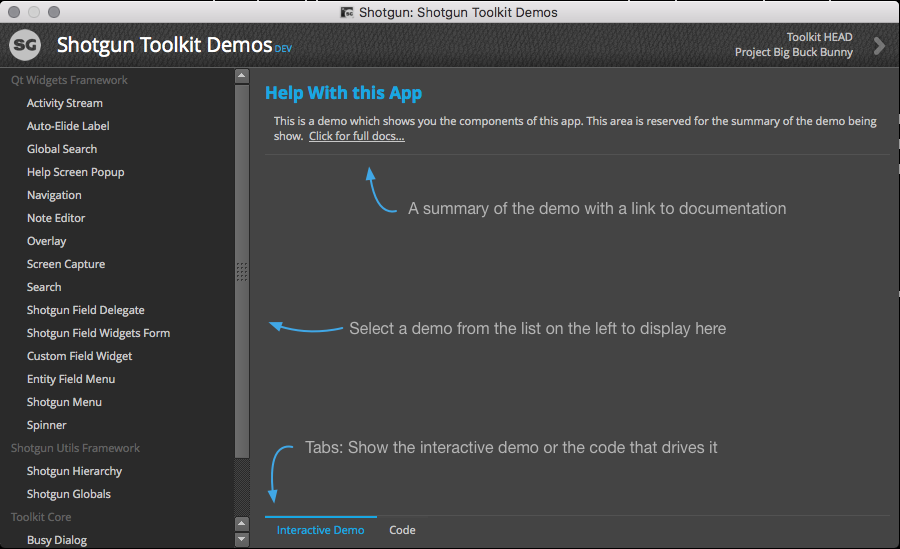 Shotgun: Shotgun Toolkit Demos
SG
Shotgun Toolkit Demos DEV
Toolkit HEAD
Project Big Buck Bunny
Qt Widgets Framework
Activity Stream
Auto-Elide Label
Global Search
Help Screen Popup
Navigation
Note Editor
Overlay
Screen Capture
Search
Shotgun Field Delegate
Shotgun Field Widgets Form
Custom Field Widget
Entity Field Menu
Shotgun Menu
Spinner
Shotgun Utils Framework
Shotgun Hierarchy
Shotgun Globals
Toolkit Core
Busy Dialog
Help With this App
This is a demo which shows you the components of this app. This area is reserved for the summary of the demo being
show. Click for full docs...
A summary of the demo with a link to documentation
Select a demo from the list on the left to display here
Tabs: Show the interactive demo or the code that drives it
Interactive Demo
Code